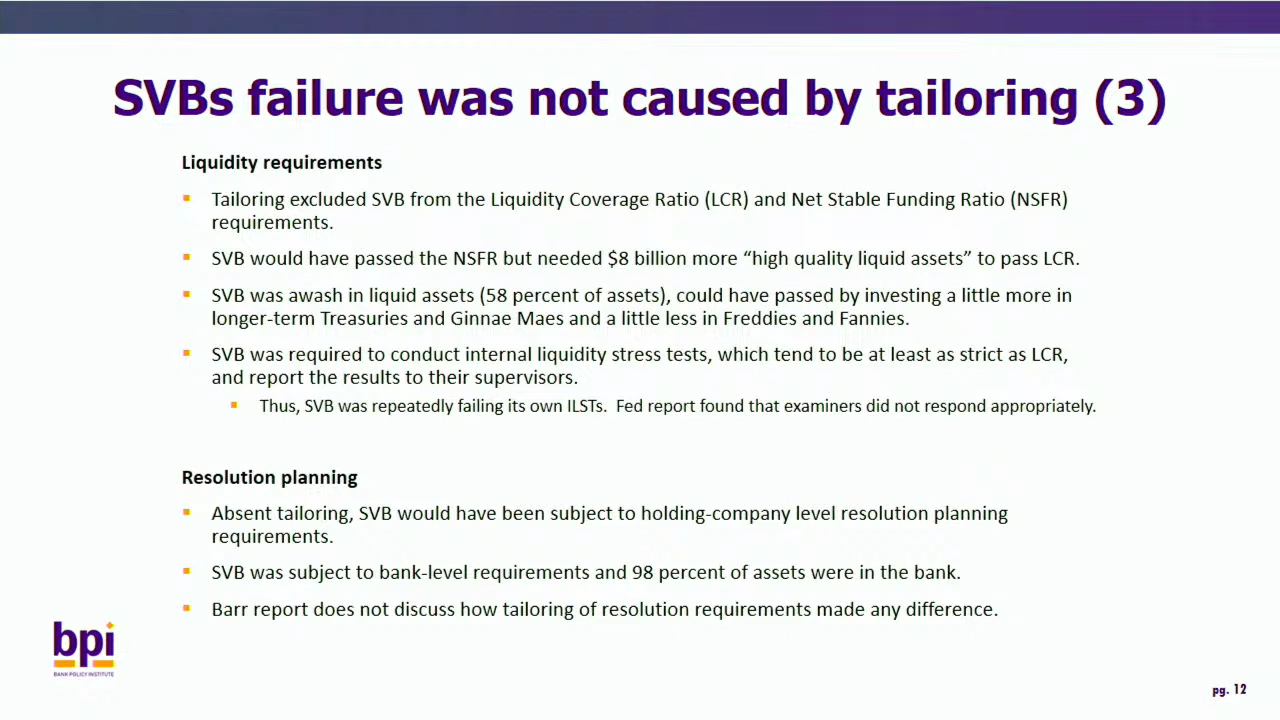 SVBs failure was not caused by tailoring (3)
Liquidity requirements
▪ Tailoring excluded SVB from the Liquidity Coverage Ratio (LCR) and Net Stable Funding Ratio (NSFR)
requirements.
▪ SVB would have passed the NSFR but needed $8 billion more “high quality liquid assets” to pass LCR.
▪ SVB was awash in liquid assets (58 percent of assets), could have passed by investing a little more in
longer-term Treasuries and Ginnae Maes and a little less in Freddies and Fannies.
▪ SVB was required to conduct internal liquidity stress tests, which tend to be at least as strict as LCR,
and report the results to their supervisors.
▪ Thus, SVB was repeatedly failing its own ILSTs. Fed report found that examiners did not respond appropriately.
Resolution planning
▪ Absent tailoring, SVB would have been subject to holding-company level resolution planning
requirements.
▪ SVB was subject to bank-level requirements and 98 percent of assets were in the bank.
▪ Barr report does not discuss how tailoring of resolution requirements made any difference.
bpi
BANK POLICY INSTITUTE
pg. 12